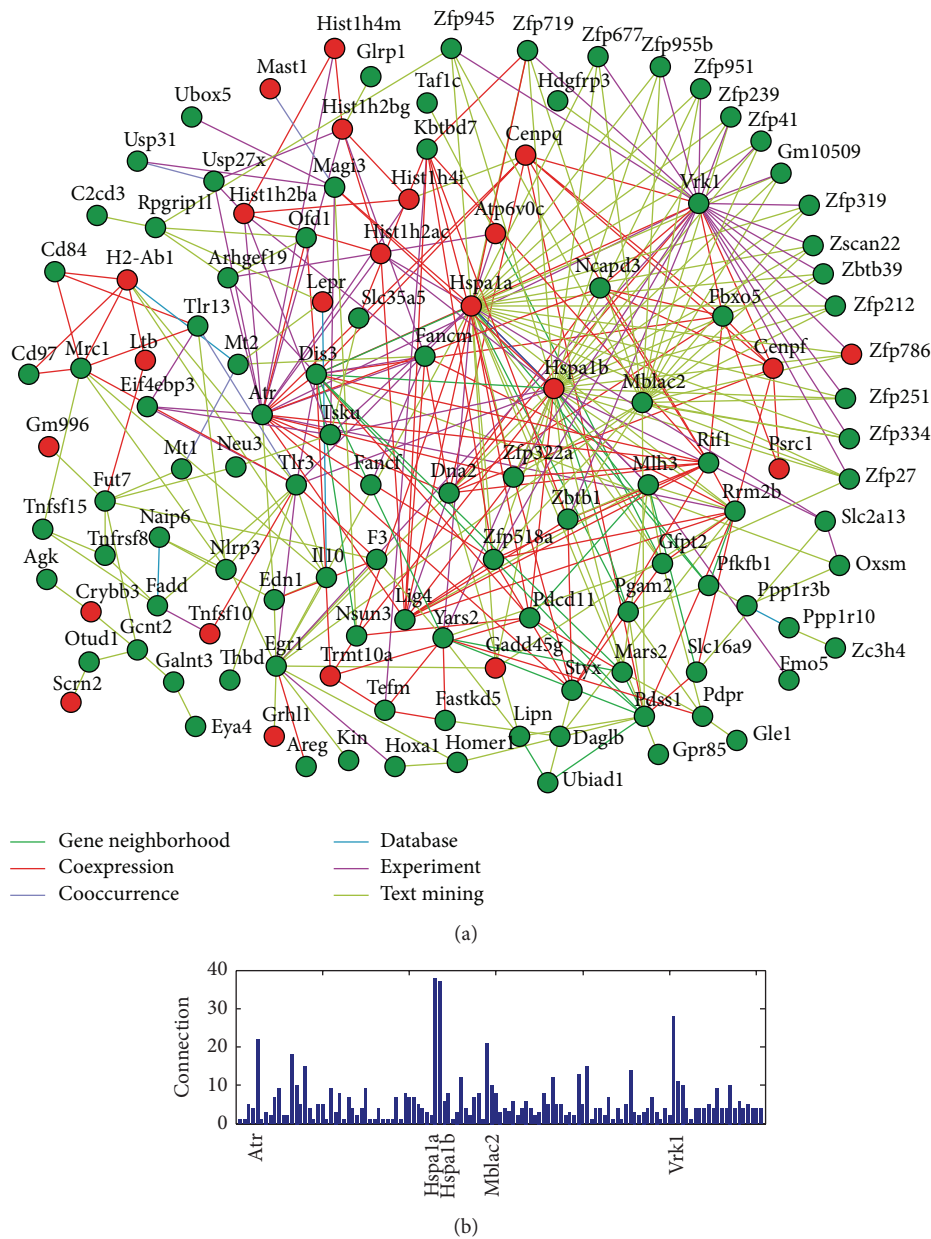 Hist1h4m
Zfp945
Zfp719
Zfp677
Glrp1
Zfp955b
Mast1
Taf1c
Hdgfrp3
Zfp951
Ubox5
Hist1h2bg
Zfp239
Kbtbd7
Cenpq
Zfp41
Usp31
Usp27x
Magi3
Gm10509
C2cd3
Rpgrip1l
Hist1h2ba
Hist1h4i
Vrk1
Zfp319
Ofd1
Atp6v0c
Cd84
H2-Ab1
Arhgef19
Hist1h2ac
Zscan22
Lepr
Hspa1a
Ncapd3
Zbtb39
Tlr13
Slc35a5
Fbxo5
Zfp212
Cd97
Mrc1
Ltb
Mt2
Dis3
Fancm
Cenpf
Zfp786
Eif4ebp3
Hspa1b
Mblac2
Atr
Zfp251
Gm996
Tsku
Zfp334
Mt1
Neu3
Rif1
Psrc1
Fut7
Tlr3
Fancf
Dna2
Zfp322a
Mlh3
Zfp27
Tnfsf15
Naip6
Zbtb1
Rrm2b
Slc2a13
Agk
Tnfrsf8
Nlrp3
Il10
F3
Zfp518a
Gfpt2
Oxsm
Crybb3
Fadd
Edn1
Pfkfb1
Ppp1r3b
Otud1
Gcnt2
Tnfsf10
Nsun3
Lig4
Pdcd11
Pgam2
Ppp1r10
Scrn2
Galnt3
Thbd
Egr1
Yars2
Mars2
Slc16a9
Zc3h4
Trmt10a
Gadd45g
Styx
Fmo5
Eya4
Grhl1
Tefm
Fastkd5
Pdss1
Pdpr
Areg
Kin
Hoxa1
Homer1
Lipn
Daglb
Gpr85
Gle1
Ubiad1
Gene neighborhood
Coexpression
Cooccurrence
Database
Experiment
Text mining
(a)
40
30
20
10
0
Connection
Atr
Hspa1a
Hspa1b
Mblac2
Vrk1
(b)